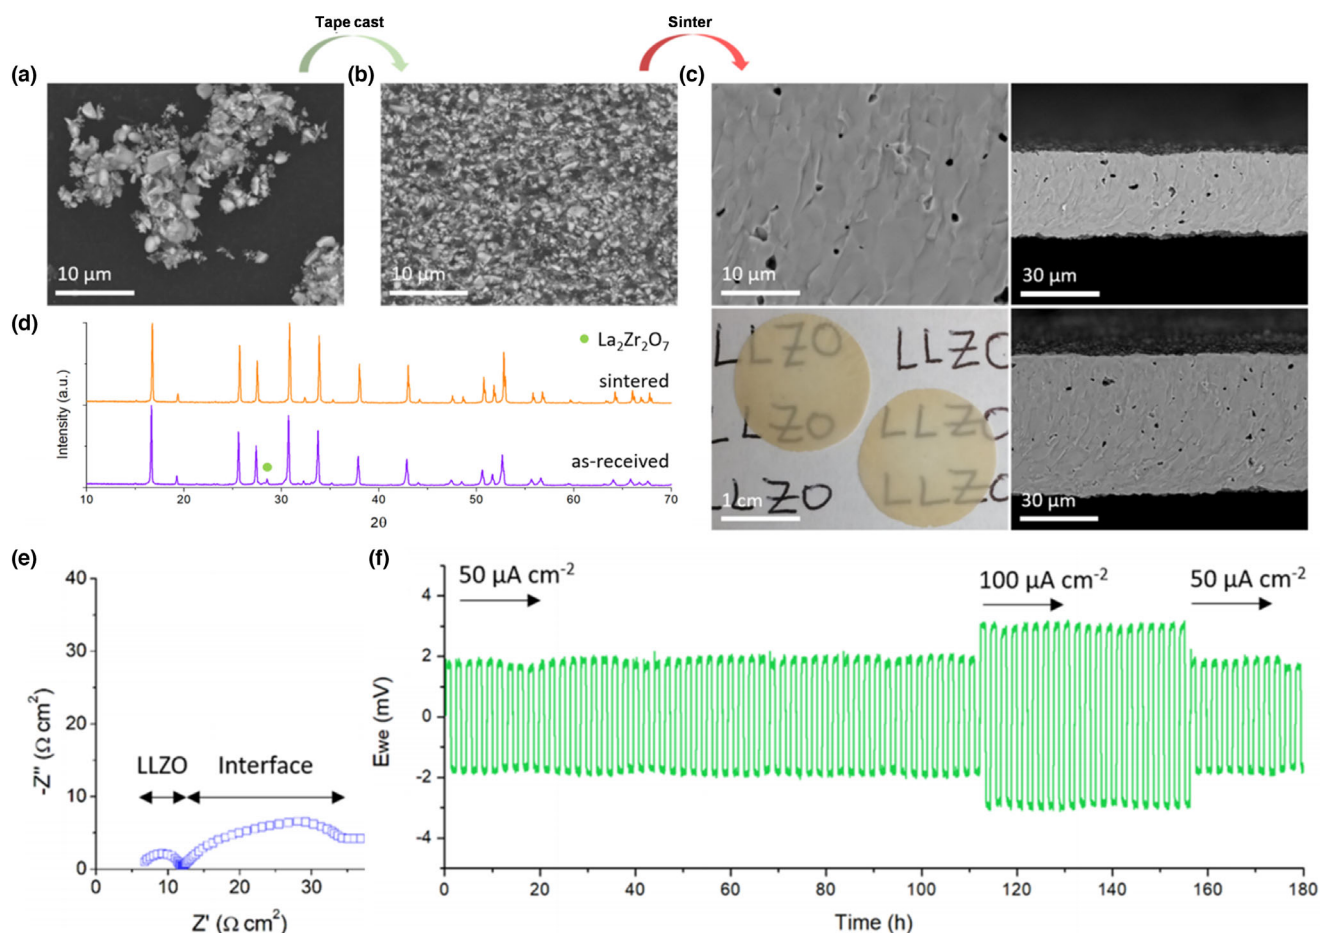 Tape cast
Sinter
(a)
(b)
(c)
10 μm
10 μm
10 μm
30 μm
(d)
Intensity (a.u.)
La2Zr2O7
sintered
as-received
10
20
30
40
50
60
70
2θ
LLZO
LLZO
LLZO
LLZO
LLZO
LLZO
1 cm
30 μm
(e)
40
30
20
10
0
-Z" (Ω cm²)
LLZO
Interface
0
10
20
30
Z' (Ω cm²)
(f)
50 μA cm⁻²
100 μA cm⁻²
50 μA cm⁻²
4
2
0
-2
-4
Ewe (mV)
0
20
40
60
80
100
120
140
160
180
Time (h)